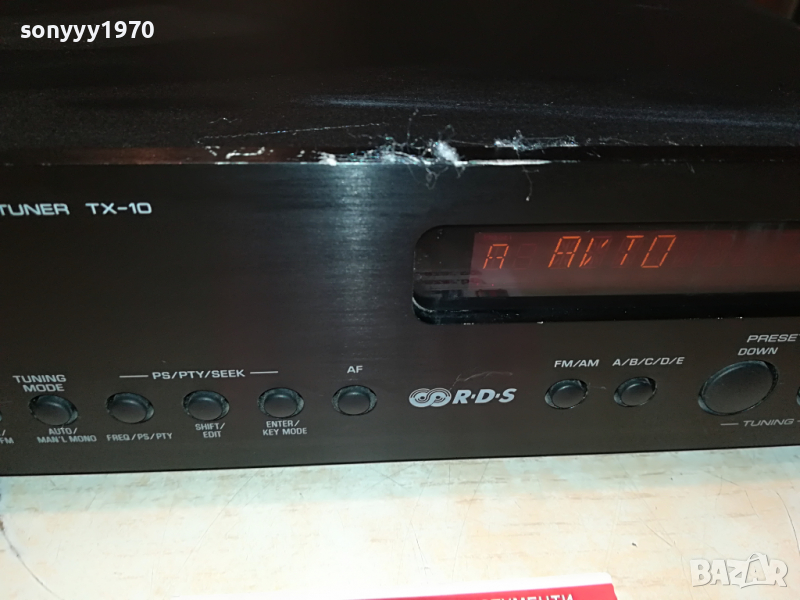 sonyyy1970
TUNER TX-10
A AVTO
PRESE
DOWN
TUNING
MODE
PS/PTY/SEEK
AF
FM/AM
A/B/C/D/E
R·D·S
/
FM
AUTO/
MAN'L MONO
FREQ/PS/PTY
SHIFT/
EDIT
ENTER/
KEY MODE
TUNING
BAZAR